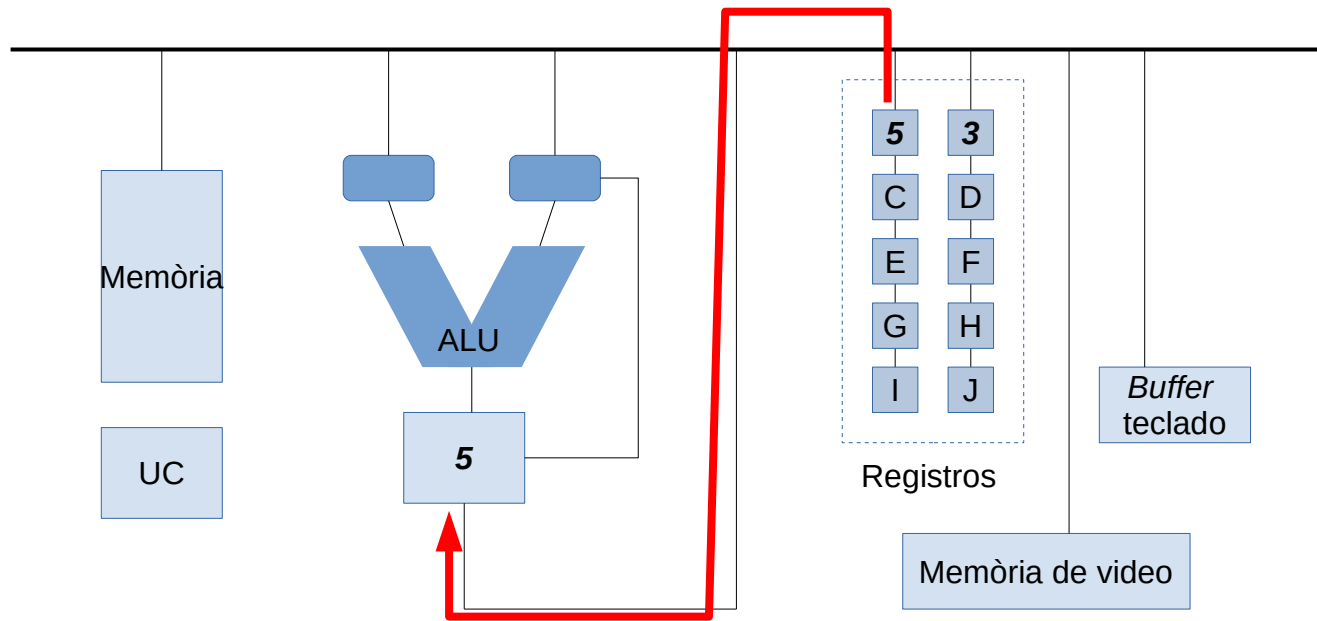 5 3
C D
Memòria
E F
ALU
G H
I J
Buffer
teclado
UC
5
Registros
Memòria de video